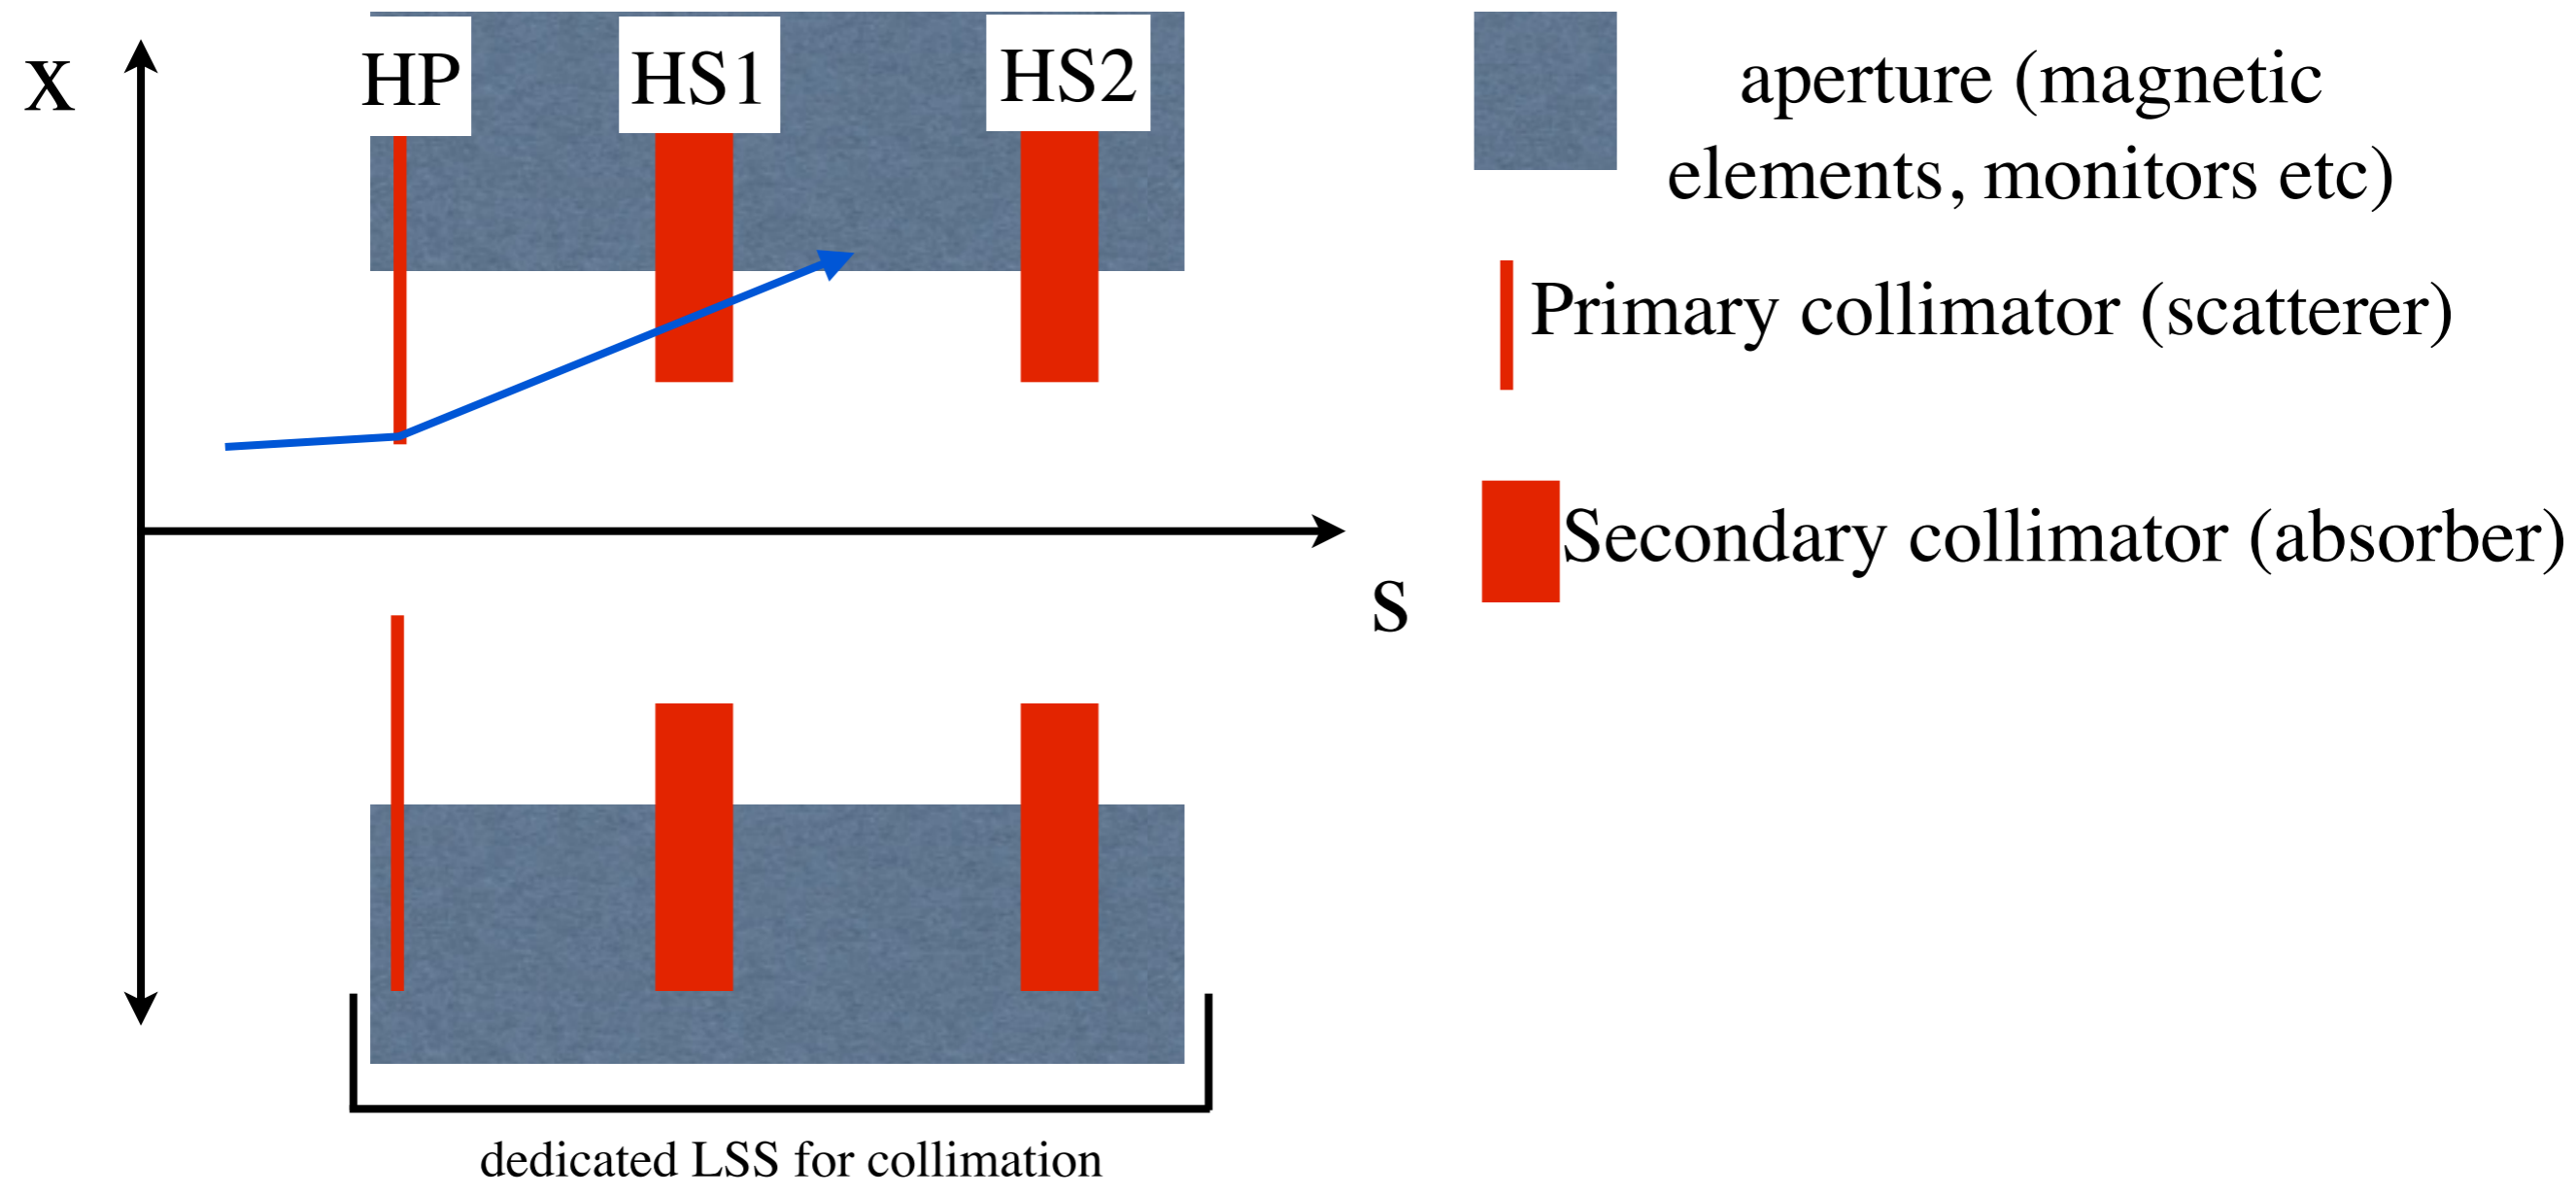 x
HP
HS1
HS2
aperture (magnetic
elements, monitors etc)
Primary collimator (scatterer)
Secondary collimator (absorber)
s
dedicated LSS for collimation